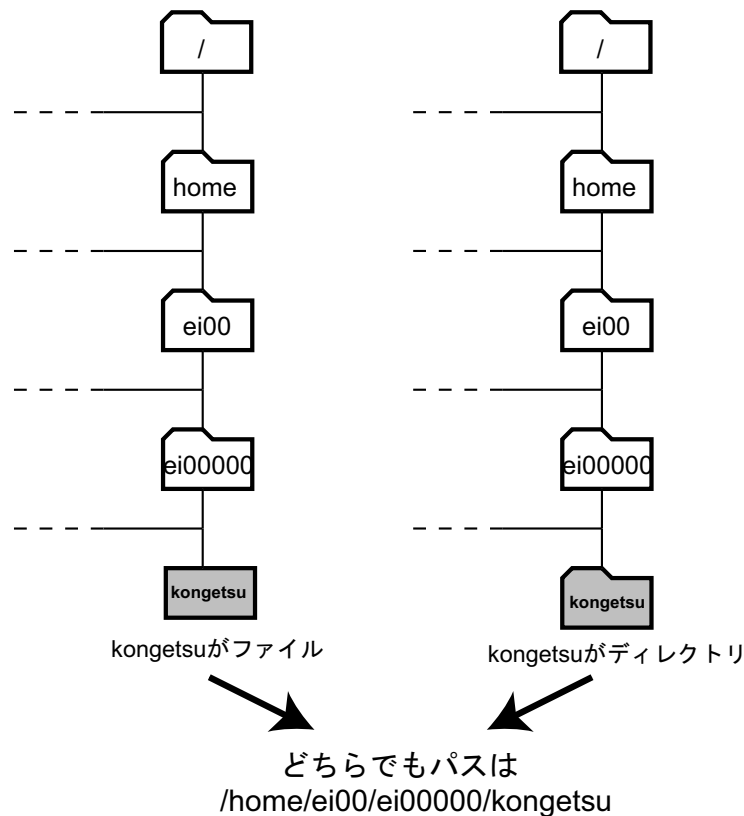 /
home
ei00
ei00000
kongetsu
kongetsuがファイル
/
home
ei00
ei00000
kongetsu
kongetsuがディレクトリ
どちらでもパスは
/home/ei00/ei00000/kongetsu